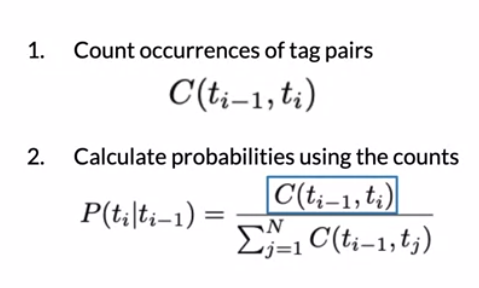 1. Count occurrences of tag pairs
C(t_{i-1}, t_i)
2. Calculate probabilities using the counts
P(t_i|t_{i-1}) = \frac{C(t_{i-1}, t_i)}{\sum_{j=1}^{N} C(t_{i-1}, t_j)}